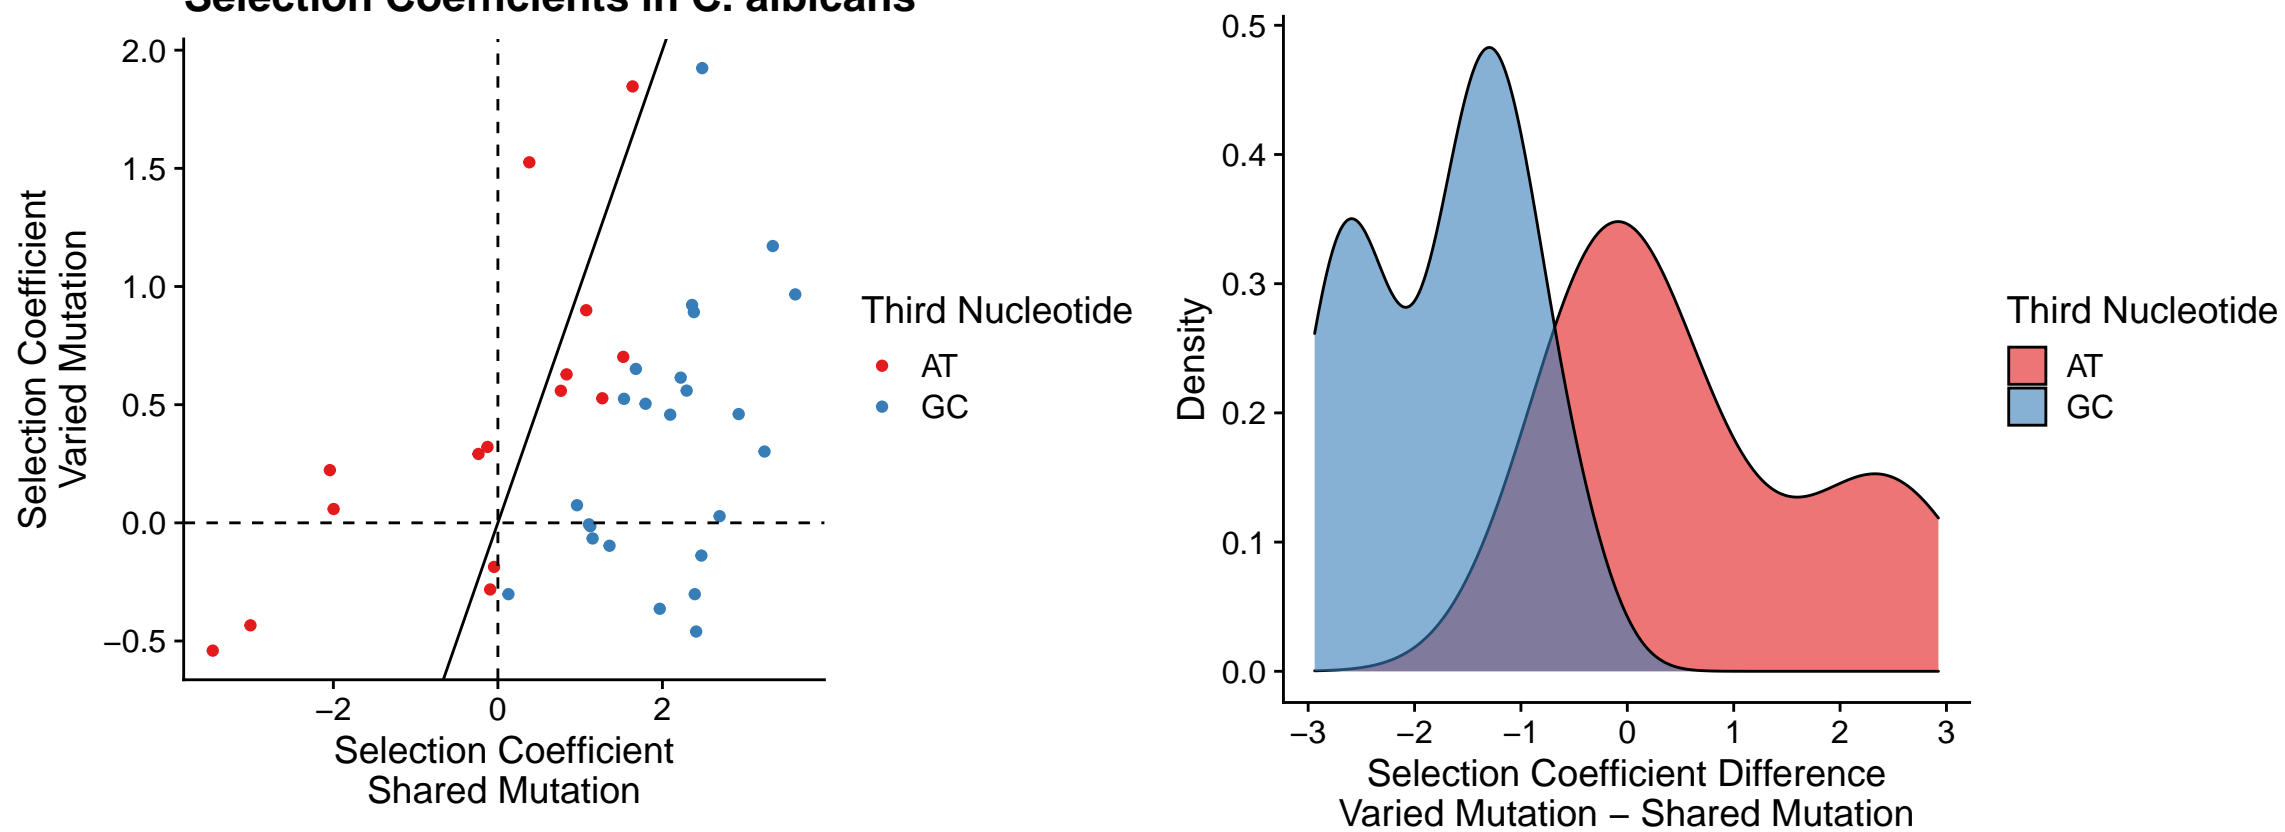 Selection Coefficients in C. albicans
2.0
1.5
1.0
0.5
0.0
−0.5
−2
0
2
Selection Coefficient
Varied Mutation
Selection Coefficient
Shared Mutation
Third Nucleotide
AT
GC
0.5
0.4
0.3
0.2
0.1
0.0
−3
−2
−1
0
1
2
3
Density
Selection Coefficient Difference
Varied Mutation − Shared Mutation
Third Nucleotide
AT
GC